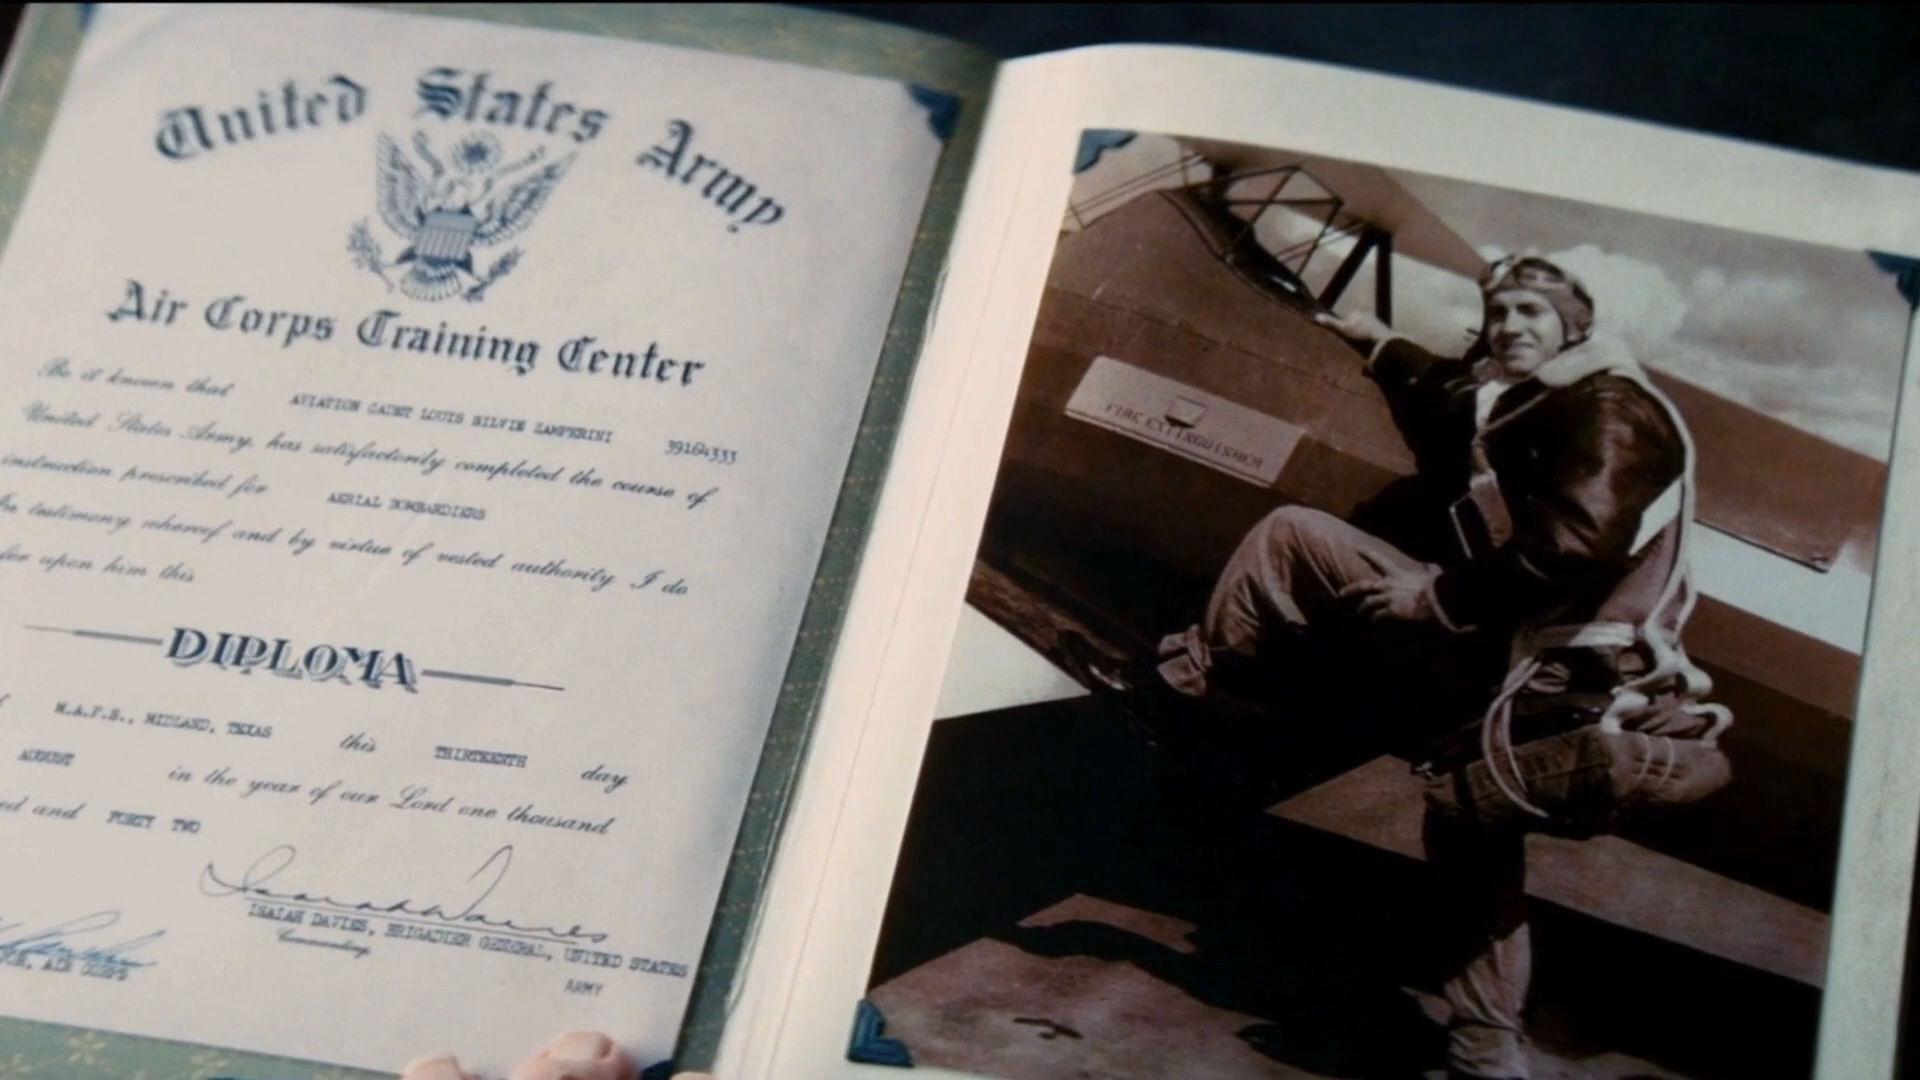 United States Army
Air Corps Training Center
Be it known that AVIATION CADET LOUIS SILVIE ZAMPERINI 39164333
United States Army, has satisfactorily completed the course of
instruction prescribed for AERIAL BOMBARDIERS
In testimony whereof and by virtue of vested authority I do
fer upon him this
DIPLOMA
M.A.F.S., MIDLAND, TEXAS this THIRTEENTH day
AUGUST in the year of our Lord one thousand
ed and FORTY TWO
Isaiah Davies
ISAIAH DAVIES, BRIGADIER GENERAL, UNITED STATES
ARMY
Commanding
AIR CORPS
FIRE EXTINGUISHER